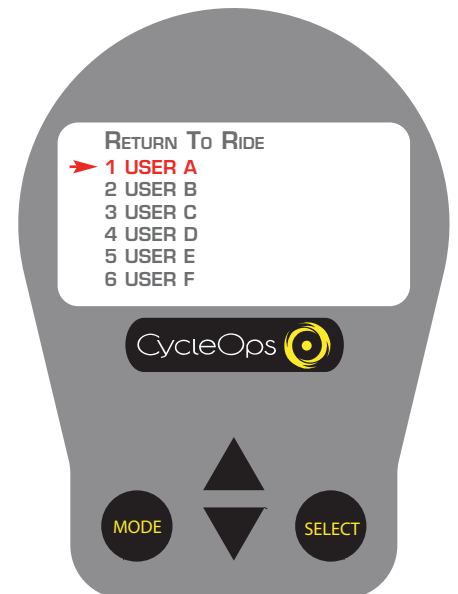 RETURN TO RIDE
1 USER A
2 USER B
3 USER C
4 USER D
5 USER E
6 USER F
CycleOps
MODE
SELECT